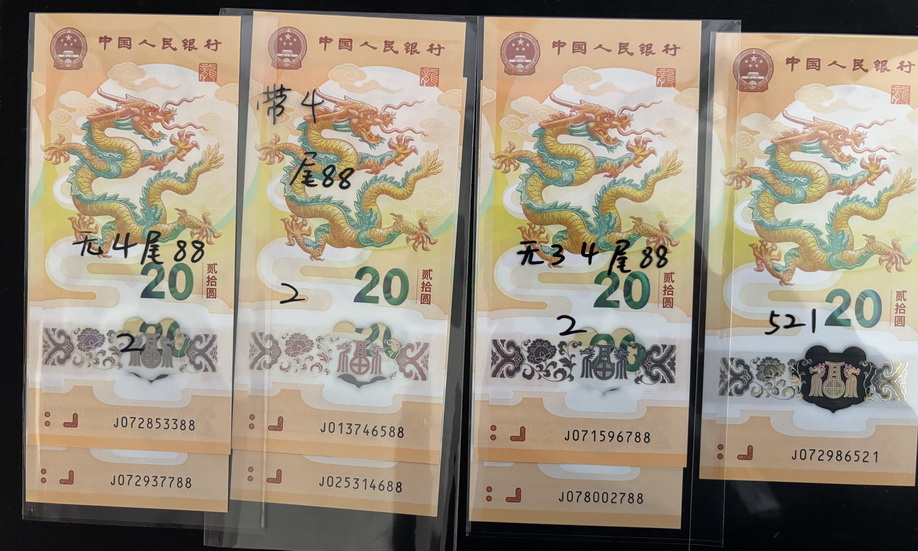 中国人民银行
带4
尾88
无4尾88
20
贰拾圆
2
J072853388
J072937788
中国人民银行
20
贰拾圆
2
J013746588
J025314688
中国人民银行
无34尾88
20
贰拾圆
2
J071596788
J078002788
中国人民银行
20
贰拾圆
521
J072986521